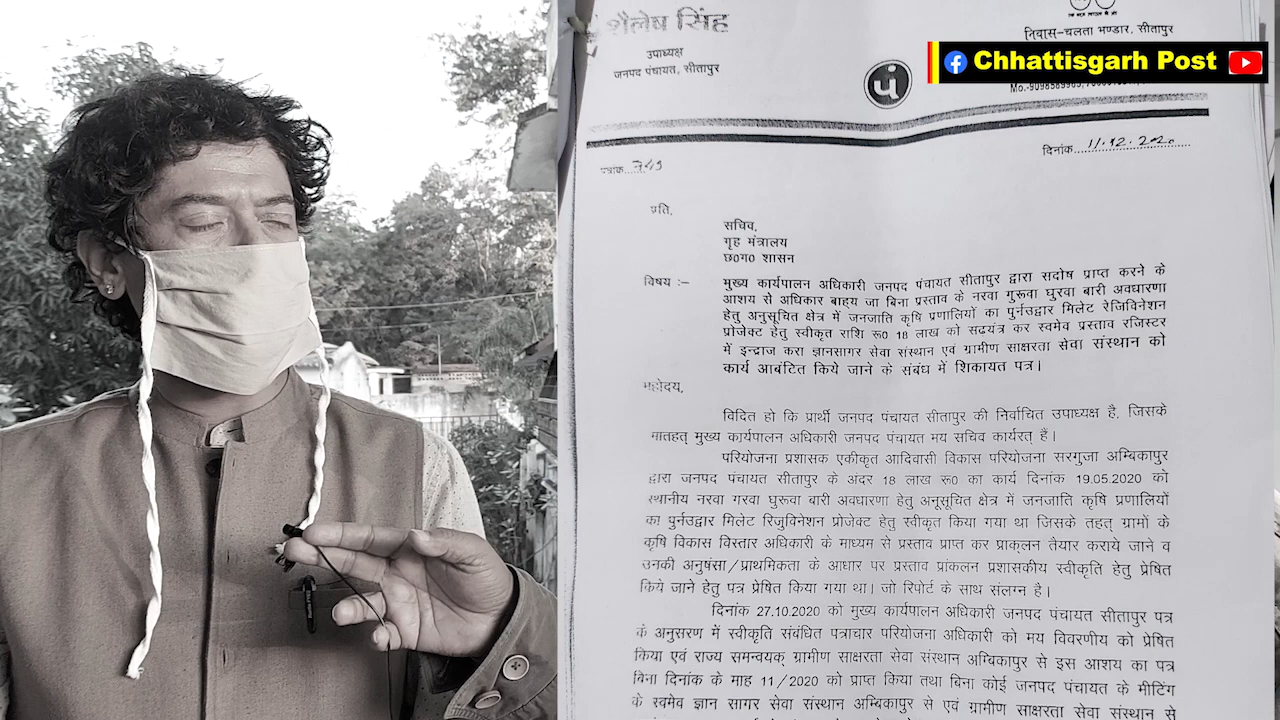 शैलेष सिंह
उपाध्यक्ष
जनपद पंचायत, सीतापुर
निवास-चलता भण्डार, सीतापुर
Chhattisgarh Post
पं
दिनांक....11.12.2020
पत्राक...749
प्रति,
सचिव,
गृह मंत्रालय
छ0ग0 शासन
विषय :– मुख्य कार्यपालन अधिकारी जनपद पंचायत सीतापुर द्वारा सदोष प्राप्त करने के
आशय से अधिकार बाहय जा बिना प्रस्ताव के नरवा गुरूवा घुरवा बारी अवधारणा
हेतु अनुसूचित क्षेत्र में जनजाति कृषि प्रणालियों का पुर्नउद्वार मिलेट रेजिविनेशन
प्रोजेक्ट हेतु स्वीकृत राशि रू0 18 लाख को सढयंत्र कर स्वमेव प्रस्ताव रजिस्टर
में इन्द्राज करा ज्ञानसागर सेवा संस्थान एवं ग्रामीण साक्षरता सेवा संस्थान को
कार्य आबंटित किये जाने के संबंध में शिकायत पत्र।
महोदय,
विदित हो कि प्रार्थी जनपद पंचायत सीतापुर की निर्वाचित उपाध्यक्ष है, जिसके
मातहत् मुख्य कार्यपालन अधिकारी जनपद पंचायत मय सचिव कार्यरत् हैं।
परियोजना प्रशासक एकीकृत आदिवासी विकास परियोजना सरगुजा अम्बिकापुर
द्वारा जनपद पंचायत सीतापुर के अंदर 18 लाख रू0 का कार्य दिनांक 19.05.2020 को
स्थानीय नरवा गरवा घुरूवा बारी अवधारणा हेतु अनूसूचित क्षेत्र में जनजाति कृषि प्रणालियों
का पुर्नउद्वार मिलेट रिजुविनेशन प्रोजेक्ट हेतु स्वीकृत किया गया था जिसके तहत् ग्रामों के
कृषि विकास विस्तार अधिकारी के माध्यम से प्रस्ताव प्राप्त कर प्राक्लन तैयार कराये जाने व
उनकी अनुषंसा/प्राथमिकता के आधार पर प्रस्ताव प्रांकलन प्रशासकीय स्वीकृति हेतु प्रेषित
किये जाने हेतु पत्र प्रेषित किया गया था। जो रिपोर्ट के साथ संलग्न है।
दिनांक 27.10.2020 को मुख्य कार्यपालन अधिकारी जनपद पंचायत सीतापुर पत्र
के अनुसरण में स्वीकृति संवंधित पत्राचार परियोजना अधिकारी को मय विवरणीय को प्रेषित
किया एवं राज्य समन्वयक् ग्रामीण साक्षरता सेवा संस्थान अम्बिकापुर से इस आशय का पत्र
बिना दिनांक के माह 11/2020 को प्राप्त किया तथा बिना कोई जनपद पंचायत के मीटिंग
के स्वमेव ज्ञान सागर सेवा संस्थान अम्बिकापुर से एवं ग्रामीण साक्षरता सेवा संस्थान से